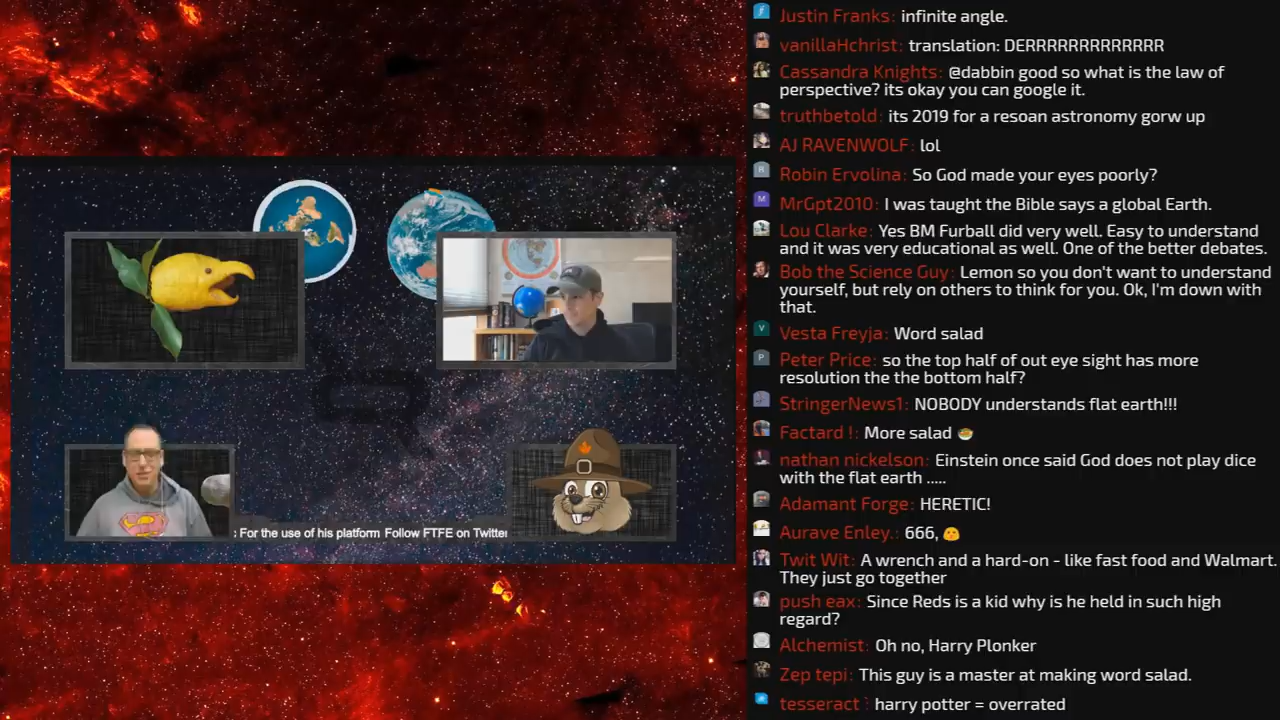 Justin Franks: infinite angle.
vanillaHchrist: translation: DERRRRRRRRRRRRR
Cassandra Knights: @dabbin good so what is the law of
perspective? its okay you can google it.
truthbetold: its 2019 for a resoan astronomy gorw up
AJ RAVENWOLF: lol
R
Robin Ervolina: So God made your eyes poorly?
M
MrGpt2010: I was taught the Bible says a global Earth.
Lou Clarke: Yes BM Furball did very well. Easy to understand
and it was very educational as well. One of the better debates.
Bob the Science Guy: Lemon so you don't want to understand
yourself, but rely on others to think for you. Ok, I'm down with
that.
V
Vesta Freyja: Word salad
P
Peter Price: so the top half of out eye sight has more
resolution the the bottom half?
StringerNews1: NOBODY understands flat earth!!!
Factard !: More salad 🥗
nathan nickelson: Einstein once said God does not play dice
with the flat earth .....
Adamant Forge: HERETIC!
Aurave Enley.: 666, 🤭
Twit Wit: A wrench and a hard-on - like fast food and Walmart.
They just go together
push eax: Since Reds is a kid why is he held in such high
regard?
Alchemist: Oh no, Harry Plonker
Zep tepi: This guy is a master at making word salad.
tesseract : harry potter = overrated
: For the use of his platform Follow FTFE on Twitter